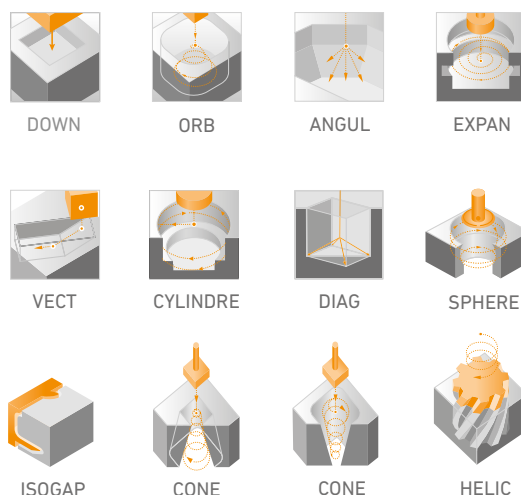 DOWN
ORB
ANGUL
EXPAN
VECT
CYLINDRE
DIAG
SPHERE
ISOGAP
CONE
CONE
HELIC